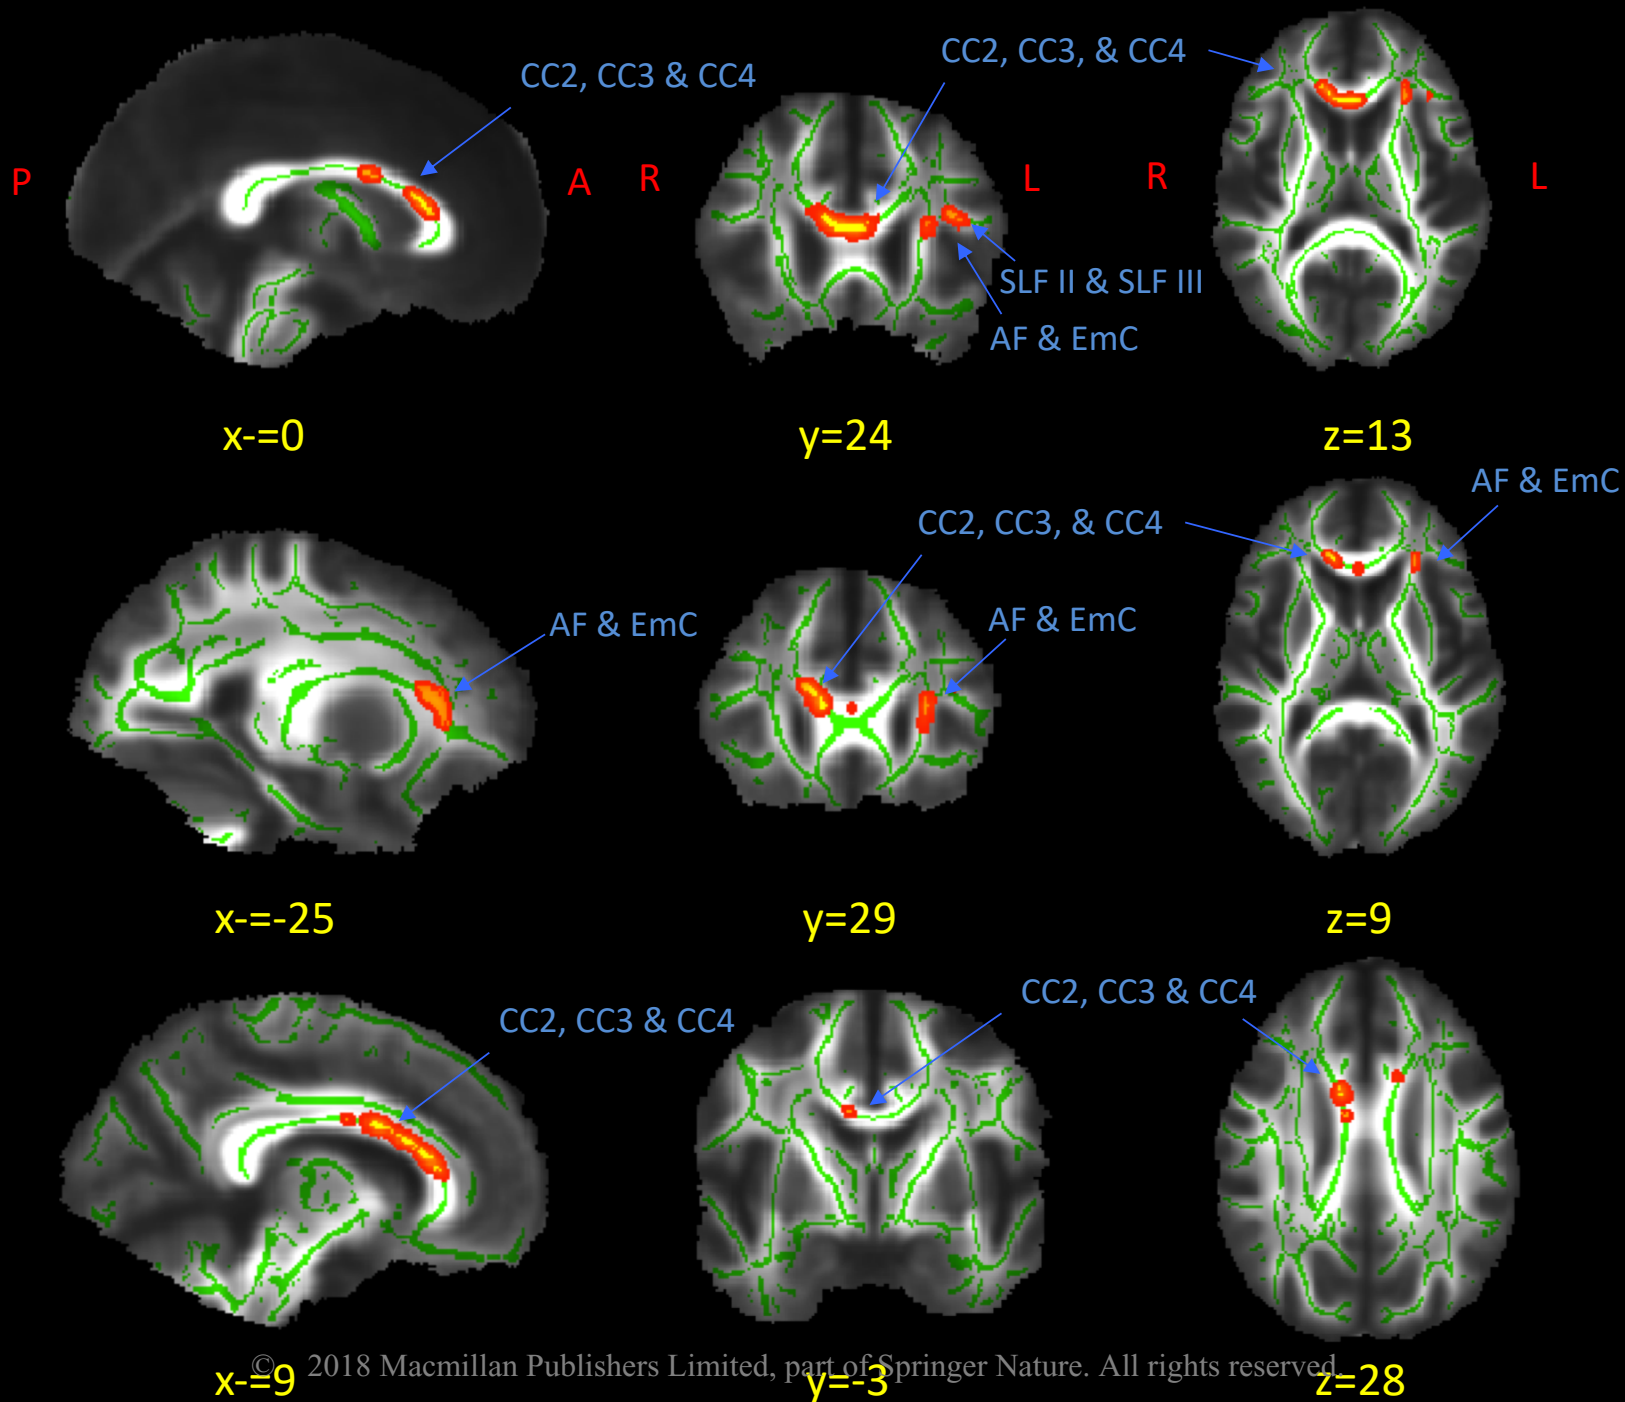 CC2, CC3 & CC4
CC2, CC3, & CC4
P
A
R
L
R
L
SLF II & SLF III
AF & EmC
x-=0
y=24
z=13
AF & EmC
CC2, CC3, & CC4
AF & EmC
AF & EmC
x-=-25
y=29
z=9
CC2, CC3 & CC4
CC2, CC3 & CC4
© 2018 Macmillan Publishers Limited, part of Springer Nature. All rights reserved.
x-=9
y=-3
z=28